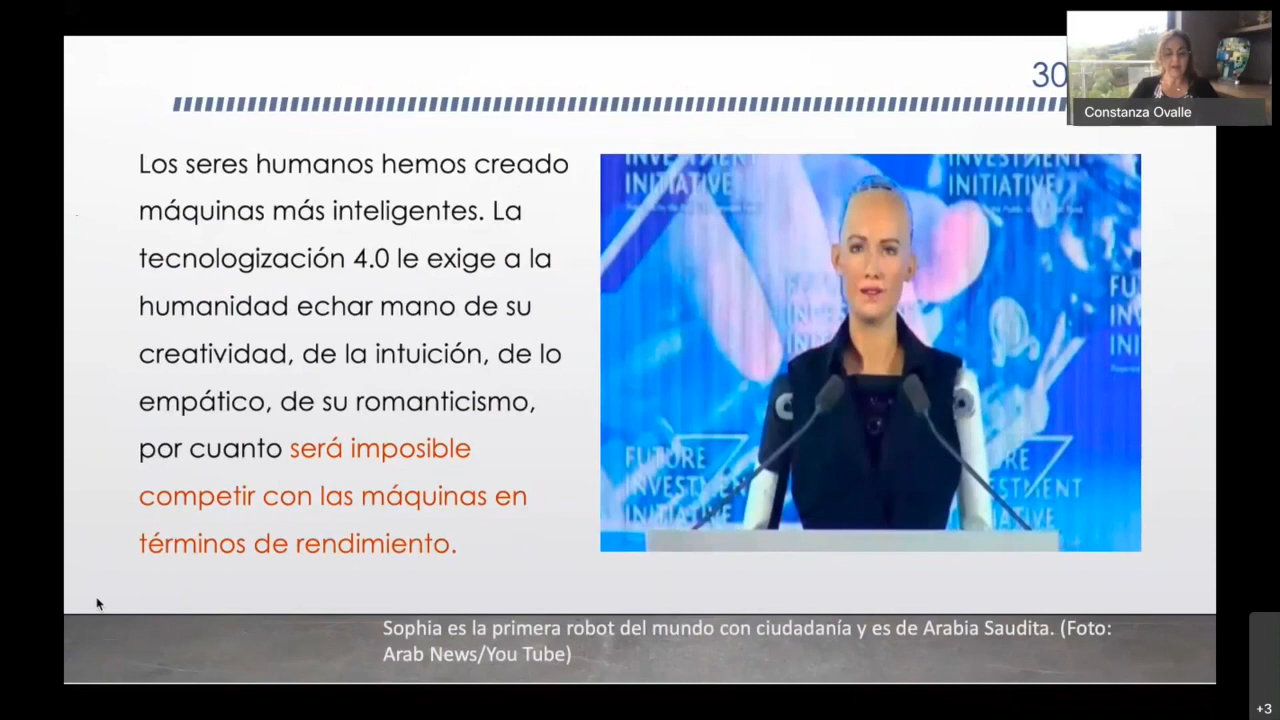 30
Constanza Ovalle
Los seres humanos hemos creado
máquinas más inteligentes. La
tecnologización 4.0 le exige a la
humanidad echar mano de su
creatividad, de la intuición, de lo
empático, de su romanticismo,
por cuanto será imposible
competir con las máquinas en
términos de rendimiento.
INVESTMENT
INITIATIVE
INVESTMENT
INITIATIVE
FUTURE
INVESTMENT
INITIATIVE
Sophia es la primera robot del mundo con ciudadanía y es de Arabia Saudita. (Foto:
Arab News/You Tube)
+3